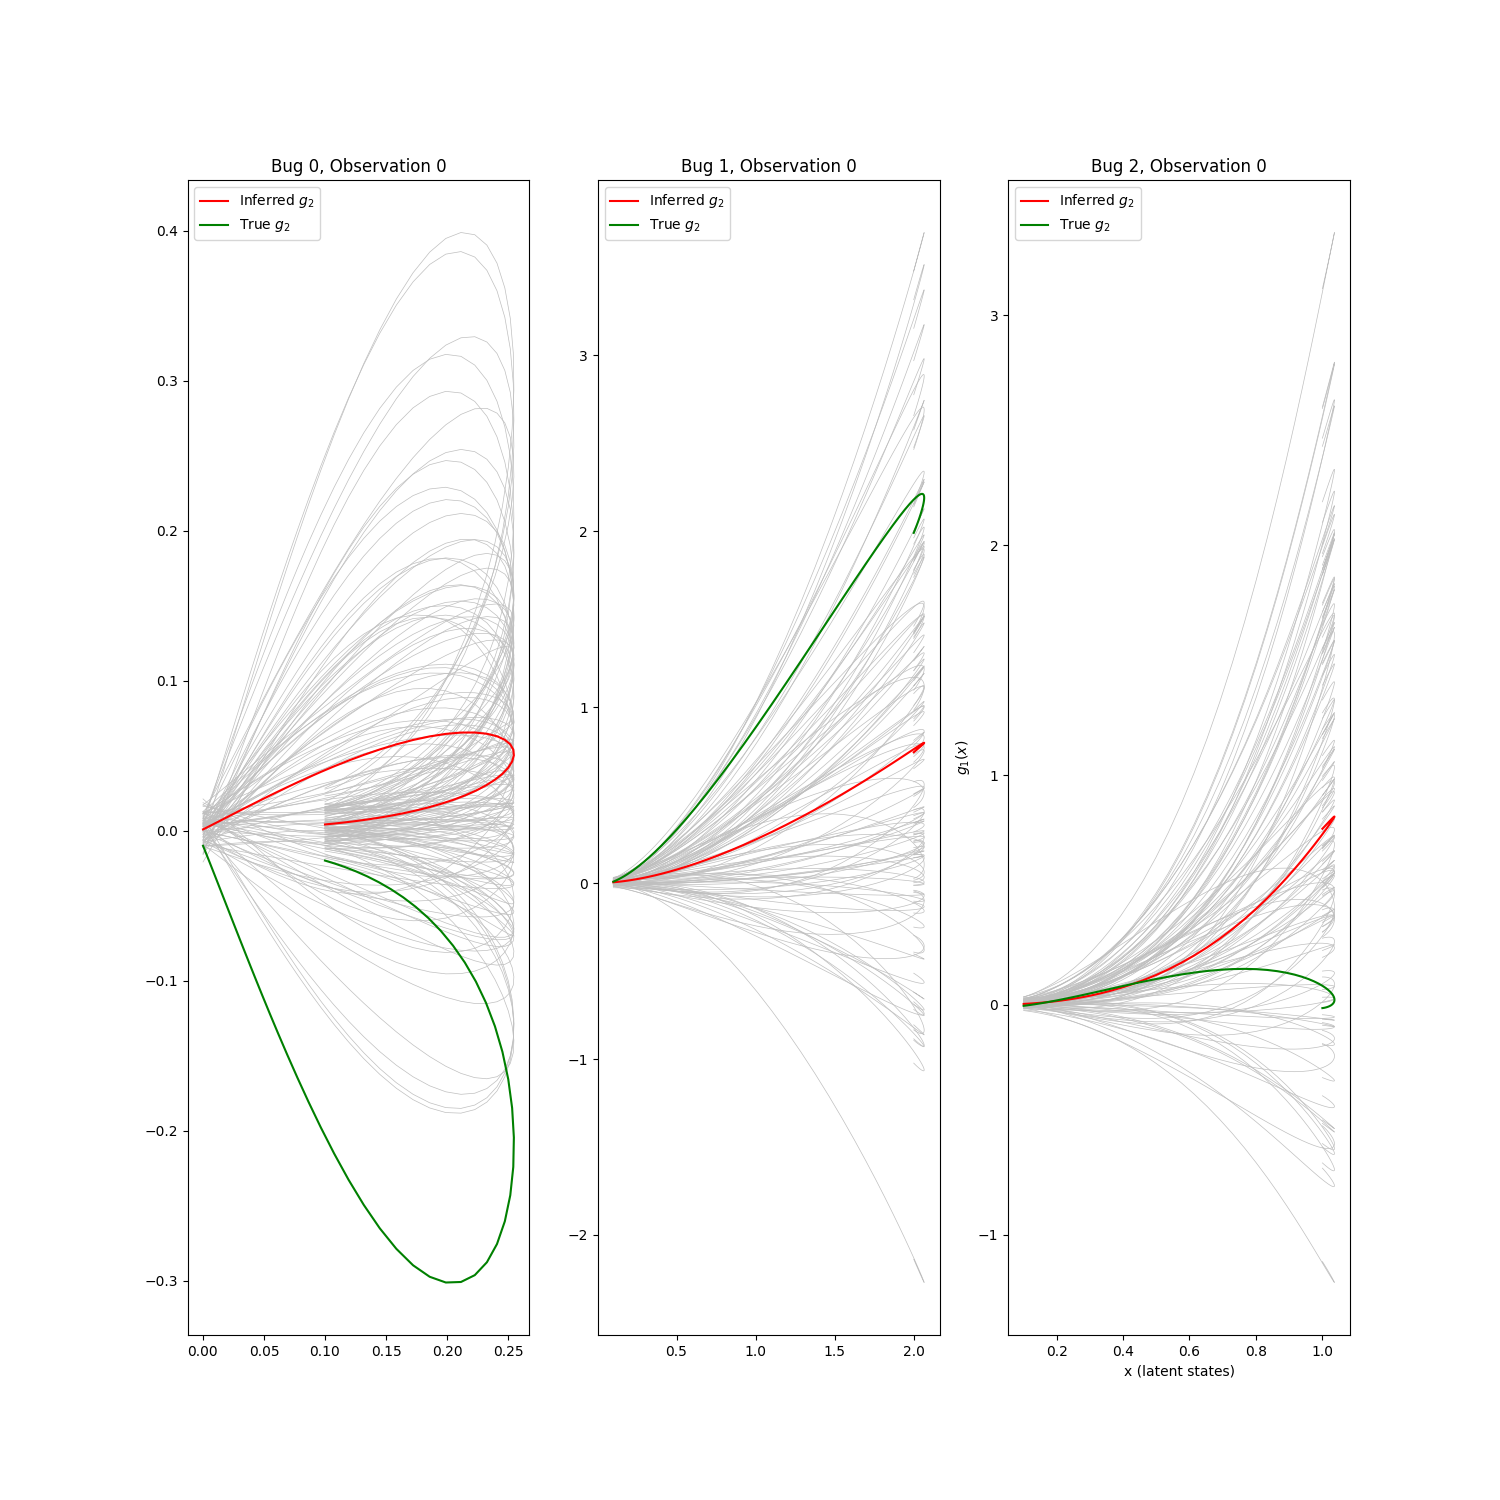 Bug 0, Observation 0
Inferred g₂
True g₂
0.4
0.3
0.2
0.1
0.0
−0.1
−0.2
−0.3
0.00 0.05 0.10 0.15 0.20 0.25
Bug 1, Observation 0
Inferred g₂
True g₂
3
2
1
0
−1
−2
0.5 1.0 1.5 2.0
Bug 2, Observation 0
Inferred g₂
True g₂
g₁(x)
3
2
1
0
−1
0.2 0.4 0.6 0.8 1.0
x (latent states)